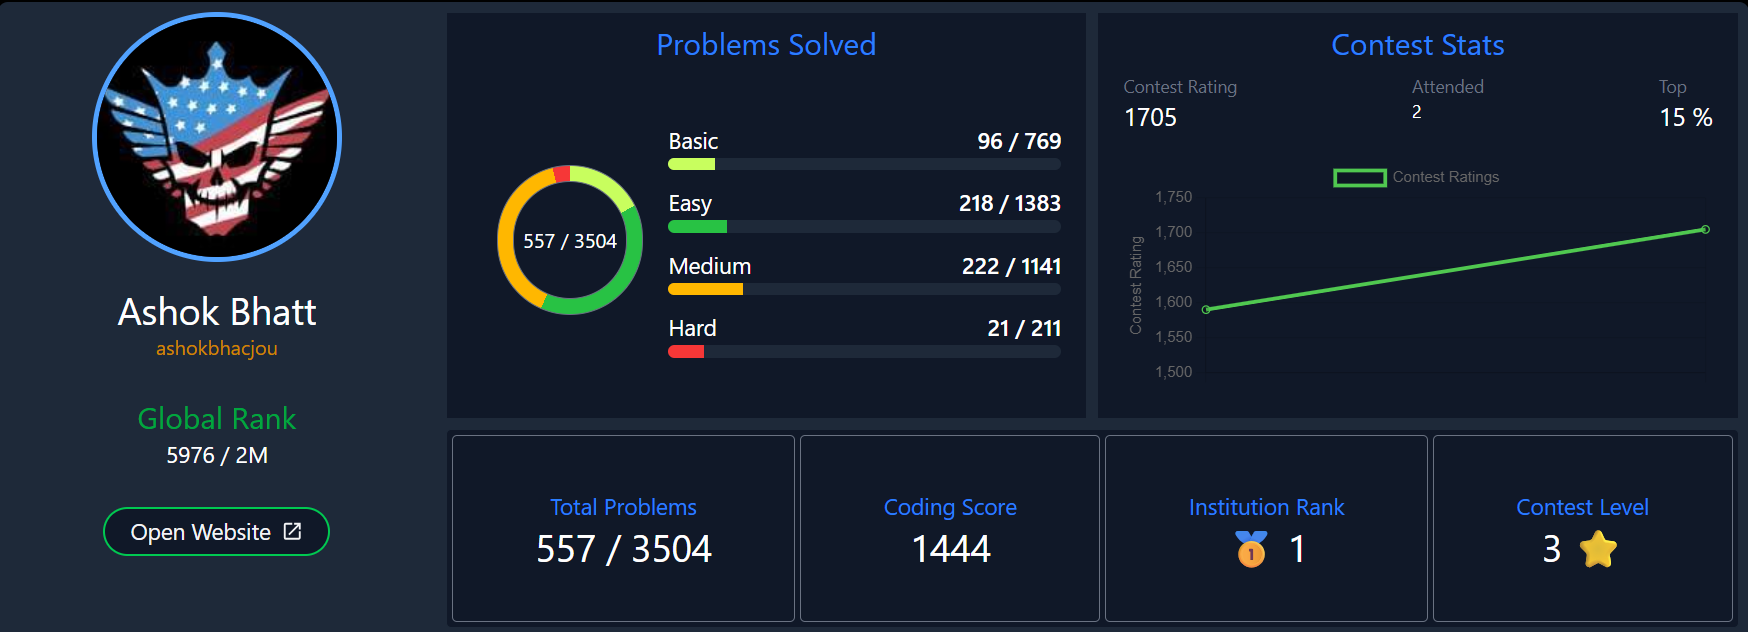 Ashok Bhatt
ashokbhacjou
Global Rank
5976 / 2M
Open Website
Problems Solved
557 / 3504
Basic 96 / 769
Easy 218 / 1383
Medium 222 / 1141
Hard 21 / 211
Contest Stats
Contest Rating Attended Top
1705 2 15 %
Contest Ratings
Contest Rating
1,750
1,700
1,650
1,600
1,550
1,500
Total Problems
557 / 3504
Coding Score
1444
Institution Rank
1 1
Contest Level
3